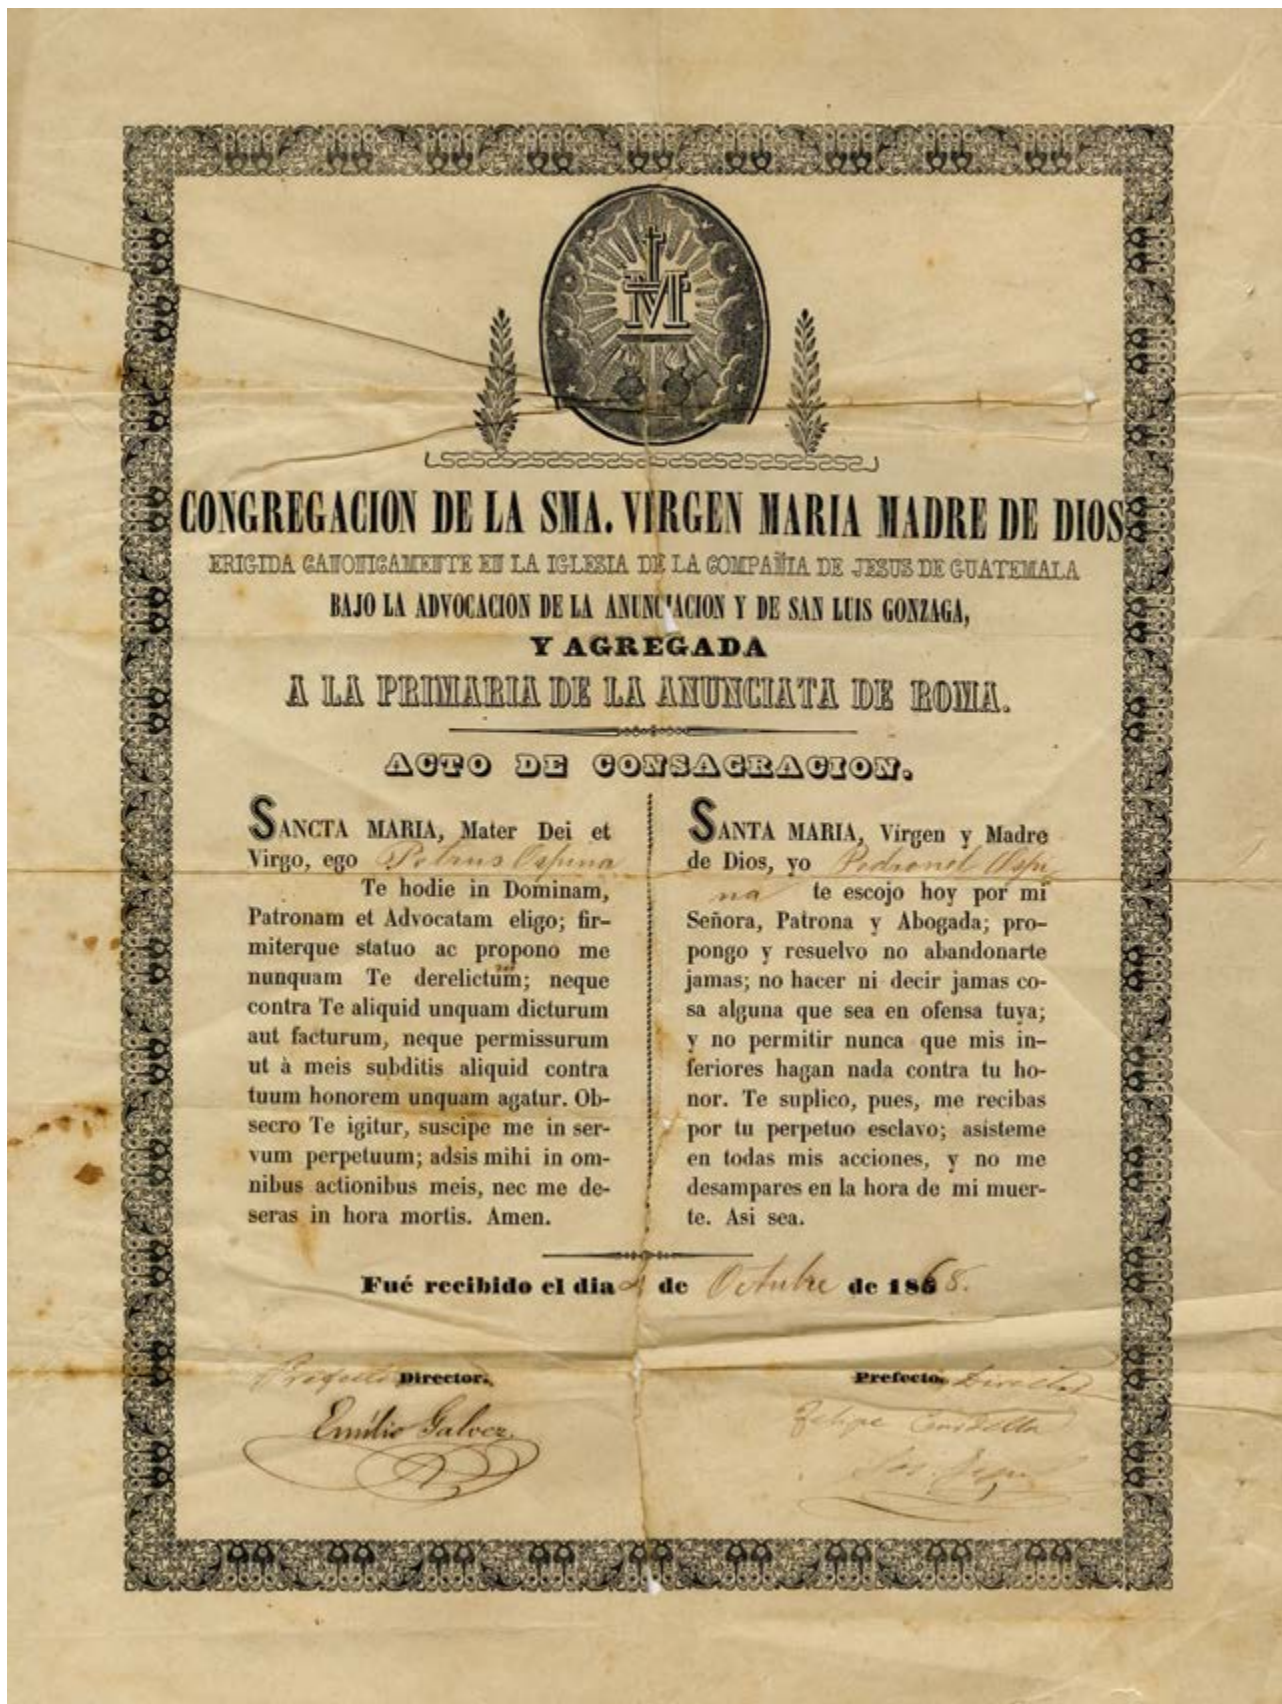 M
CONGREGACION DE LA SMA. VIRGEN MARIA MADRE DE DIOS
ERIGIDA CANONICAMENTE EN LA IGLESIA DE LA COMPAÑIA DE JESUS DE GUATEMALA
BAJO LA ADVOCACION DE LA ANUNCIACION Y DE SAN LUIS GONZAGA,
Y AGREGADA
A LA PRIMARIA DE LA ANUNCIATA DE ROMA.
ACTO DE CONSAGRACION.
SANCTA MARIA, Mater Dei et
Virgo, ego Petrus Ospina
Te hodie in Dominam,
Patronam et Advocatam eligo; fir-
miterque statuo ac propono me
nunquam Te derelictum; neque
contra Te aliquid unquam dicturum
aut facturum, neque permissurum
ut à meis subditis aliquid contra
tuum honorem unquam agatur. Ob-
secro Te igitur, suscipe me in ser-
vum perpetuum; adsis mihi in om-
nibus actionibus meis, nec me de-
seras in hora mortis. Amen.
SANTA MARIA, Virgen y Madre
de Dios, yo Pedronel Ospi
na te escojo hoy por mi
Señora, Patrona y Abogada; pro-
pongo y resuelvo no abandonarte
jamas; no hacer ni decir jamas co-
sa alguna que sea en ofensa tuya;
y no permitir nunca que mis in-
feriores hagan nada contra tu ho-
nor. Te suplico, pues, me recibas
por tu perpetuo esclavo; asísteme
en todas mis acciones, y no me
desampares en la hora de mi muer-
te. Asi sea.
Fué recibido el dia de Octubre de 1868.
Prefecto Director.
Emilio Galvez.
Prefecto. Director
Felipe